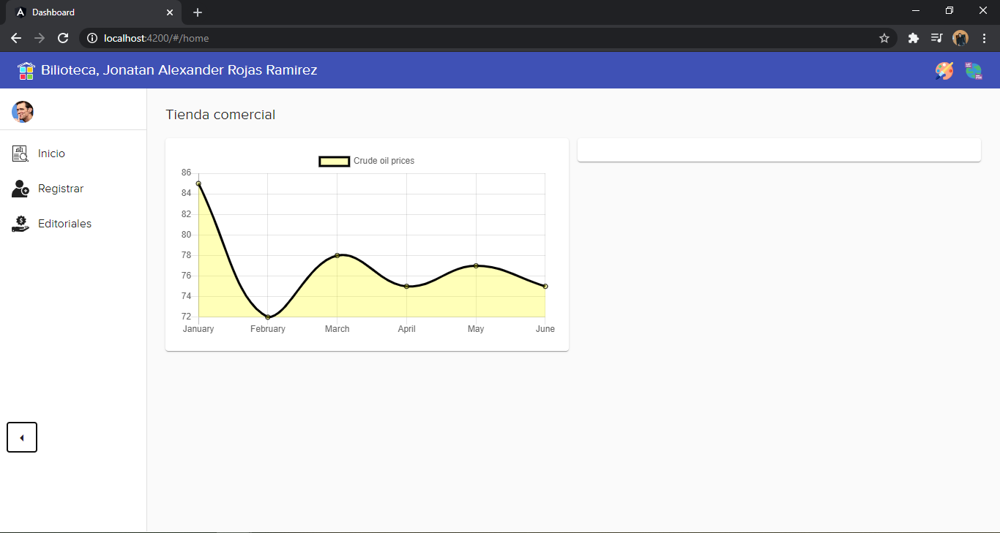 Dashboard
localhost:4200/#/home
Bilioteca, Jonatan Alexander Rojas Ramirez
Inicio
Registrar
Editoriales
Tienda comercial
Crude oil prices
86
84
82
80
78
76
74
72
January February March April May June